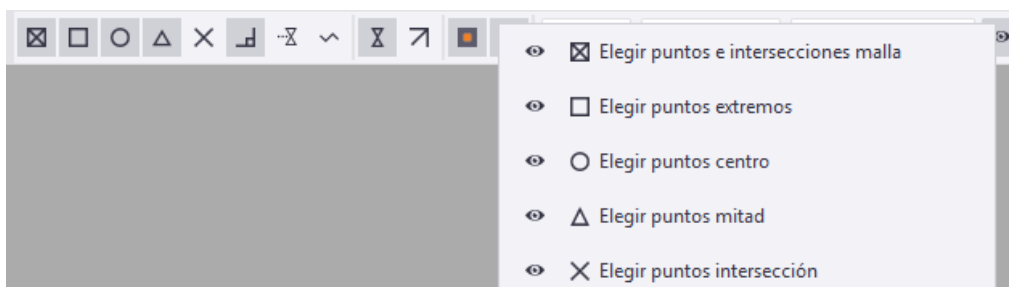 Elegir puntos e intersecciones malla
Elegir puntos extremos
Elegir puntos centro
Elegir puntos mitad
Elegir puntos intersección